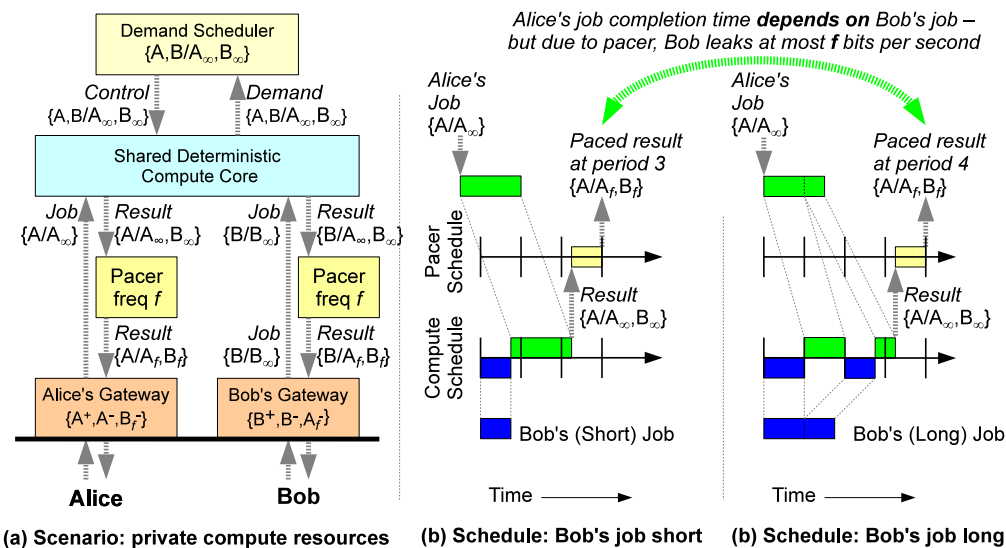 Demand Scheduler
{A,B/A∞,B∞}
Control
{A,B/A∞,B∞}
Demand
{A,B/A∞,B∞}
Shared Deterministic
Compute Core
Job
{A/A∞}
Result
{A/A∞,B∞}
Job
{B/B∞}
Result
{B/B∞,B∞}
Pacer
freq f
Pacer
freq f
Result
{A/Af,Bf}
Job
{B/B∞}
Result
{B/Af,Bf}
Alice's Gateway
{A+,A-,Bf-}
Bob's Gateway
{B+,B-,Af-}
Alice
Bob
(a) Scenario: private compute resources
Alice's job completion time depends on Bob's job –
but due to pacer, Bob leaks at most f bits per second
Alice's
Job
{A/A∞}
Paced result
at period 3
{A/Af,Bf}
Pacer
Schedule
Result
{A/A∞,B∞}
Compute
Schedule
Bob's (Short) Job
Time
(b) Schedule: Bob's job short
Alice's
Job
{A/A∞}
Paced result
at period 4
{A/Af,Bf}
Pacer
Schedule
Result
{A/A∞,B∞}
Compute
Schedule
Bob's (Long) Job
Time
(b) Schedule: Bob's job long